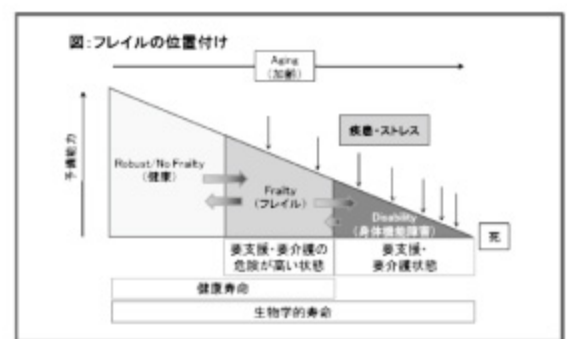 図:フレイルの位置付け
Aging
(加齢)
疾患・ストレス
予備能力
Robust/No Frailty
(健康)
Frailty
(フレイル)
Disability
(身体機能障害)
死
要支援・要介護の
危険が高い状態
要支援・
要介護状態
健康寿命
生物学的寿命